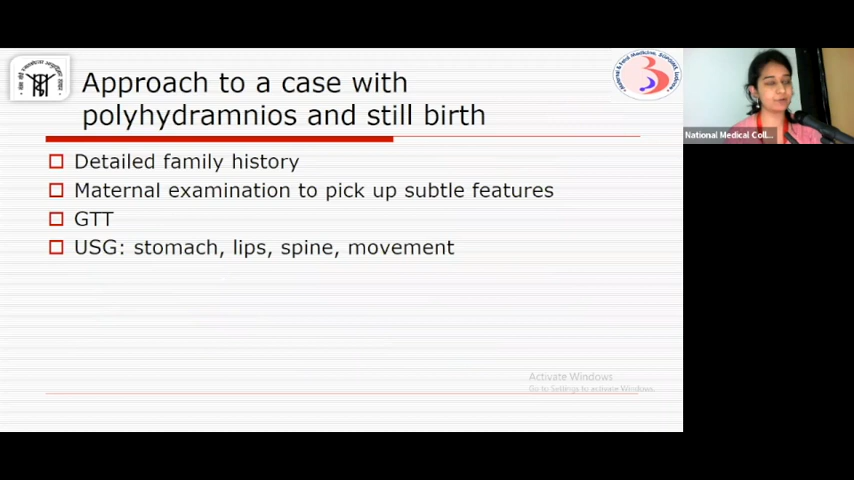 Approach to a case with
polyhydramnios and still birth
Detailed family history
Maternal examination to pick up subtle features
GTT
USG: stomach, lips, spine, movement
National Medical Coll...
Activate Windows
Go to Settings to activate Windows.